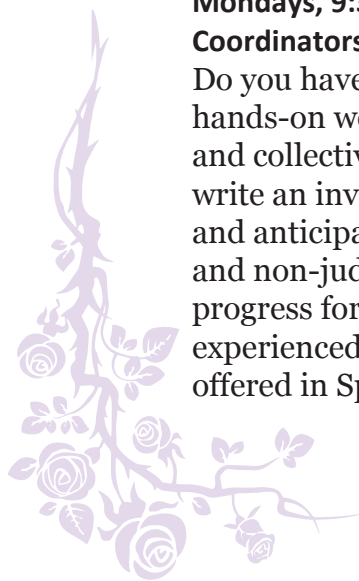 Mondays, 9:
Coordinators
Do you have
hands-on w
and collectiv
write an inv
and anticipa
and non-jud
progress for
experienced
offered in Sp